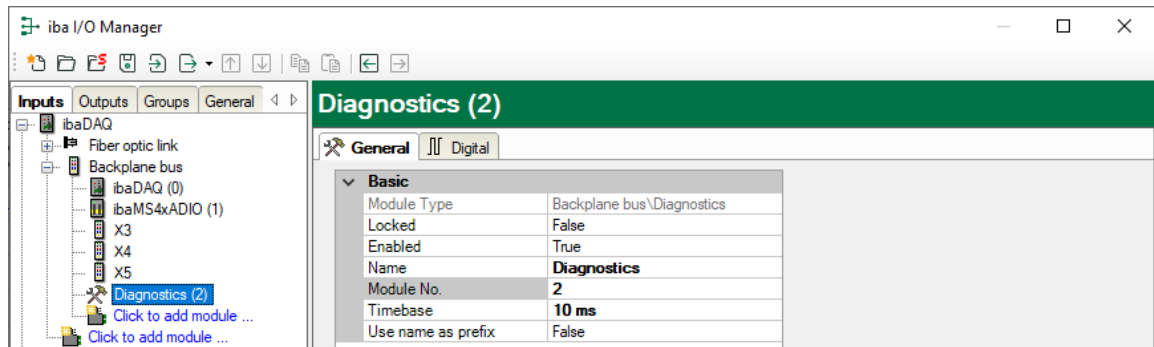 iba I/O Manager
Inputs Outputs Groups General
ibaDAQ
Fiber optic link
Backplane bus
ibaDAQ (0)
ibaMS4xADIO (1)
X3
X4
X5
Diagnostics (2)
Click to add module ...
Click to add module ...
Diagnostics (2)
General Digital
Basic
Module Type Backplane bus\Diagnostics
Locked False
Enabled True
Name Diagnostics
Module No. 2
Timebase 10 ms
Use name as prefix False